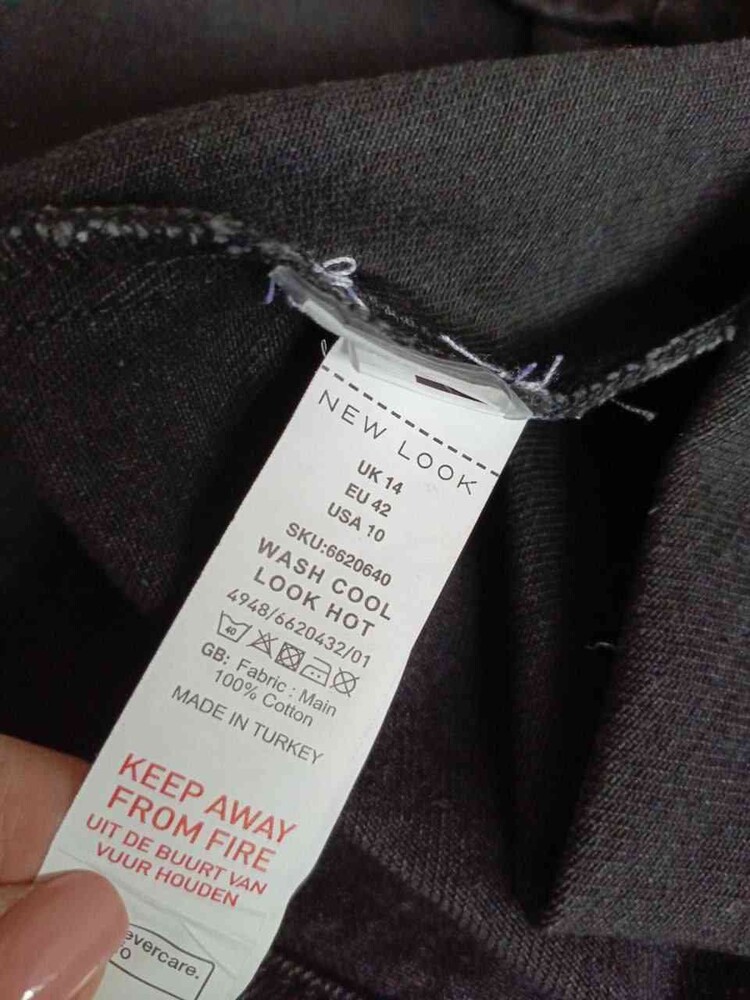 NEW LOOK
UK 14
EU 42
USA 10
SKU:6620640
WASH COOL
LOOK HOT
4948/6620432/01
40
GB: Fabric : Main
100% Cotton
MADE IN TURKEY
KEEP AWAY
FROM FIRE
UIT DE BUURT VAN
VUUR HOUDEN